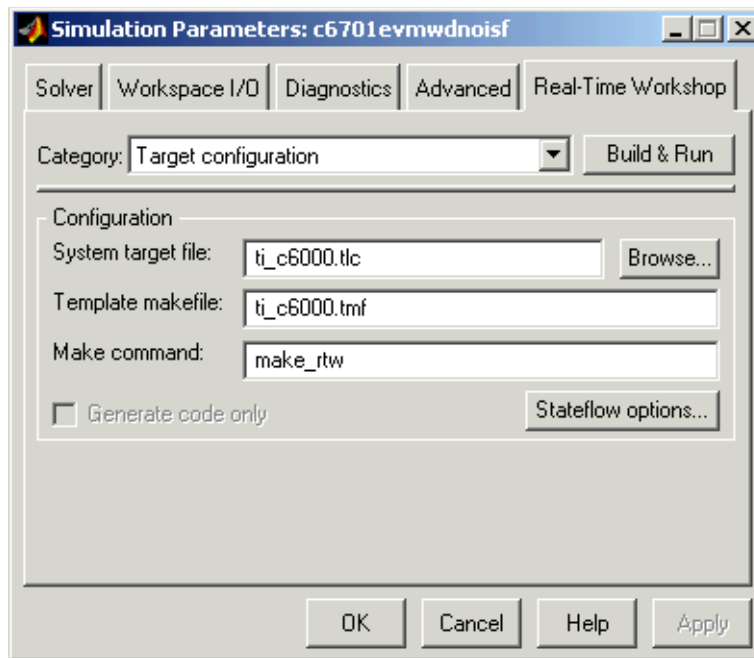 Simulation Parameters: c6701evmwdnoisf
Solver Workspace I/O Diagnostics Advanced Real-Time Workshop
Category: Target configuration Build & Run
Configuration
System target file: ti_c6000.tlc Browse...
Template makefile: ti_c6000.tmf
Make command: make_rtw
Generate code only Stateflow options...
OK Cancel Help Apply